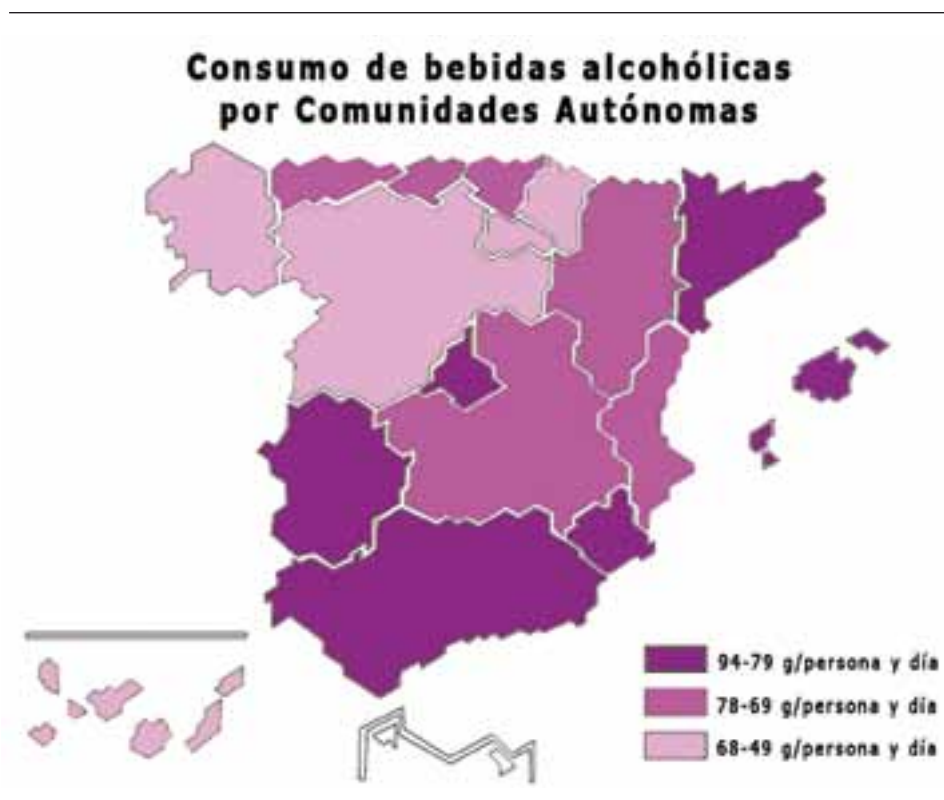 Consumo de bebidas alcohólicas
por Comunidades Autónomas
94-79 g/persona y día
78-69 g/persona y día
68-49 g/persona y día